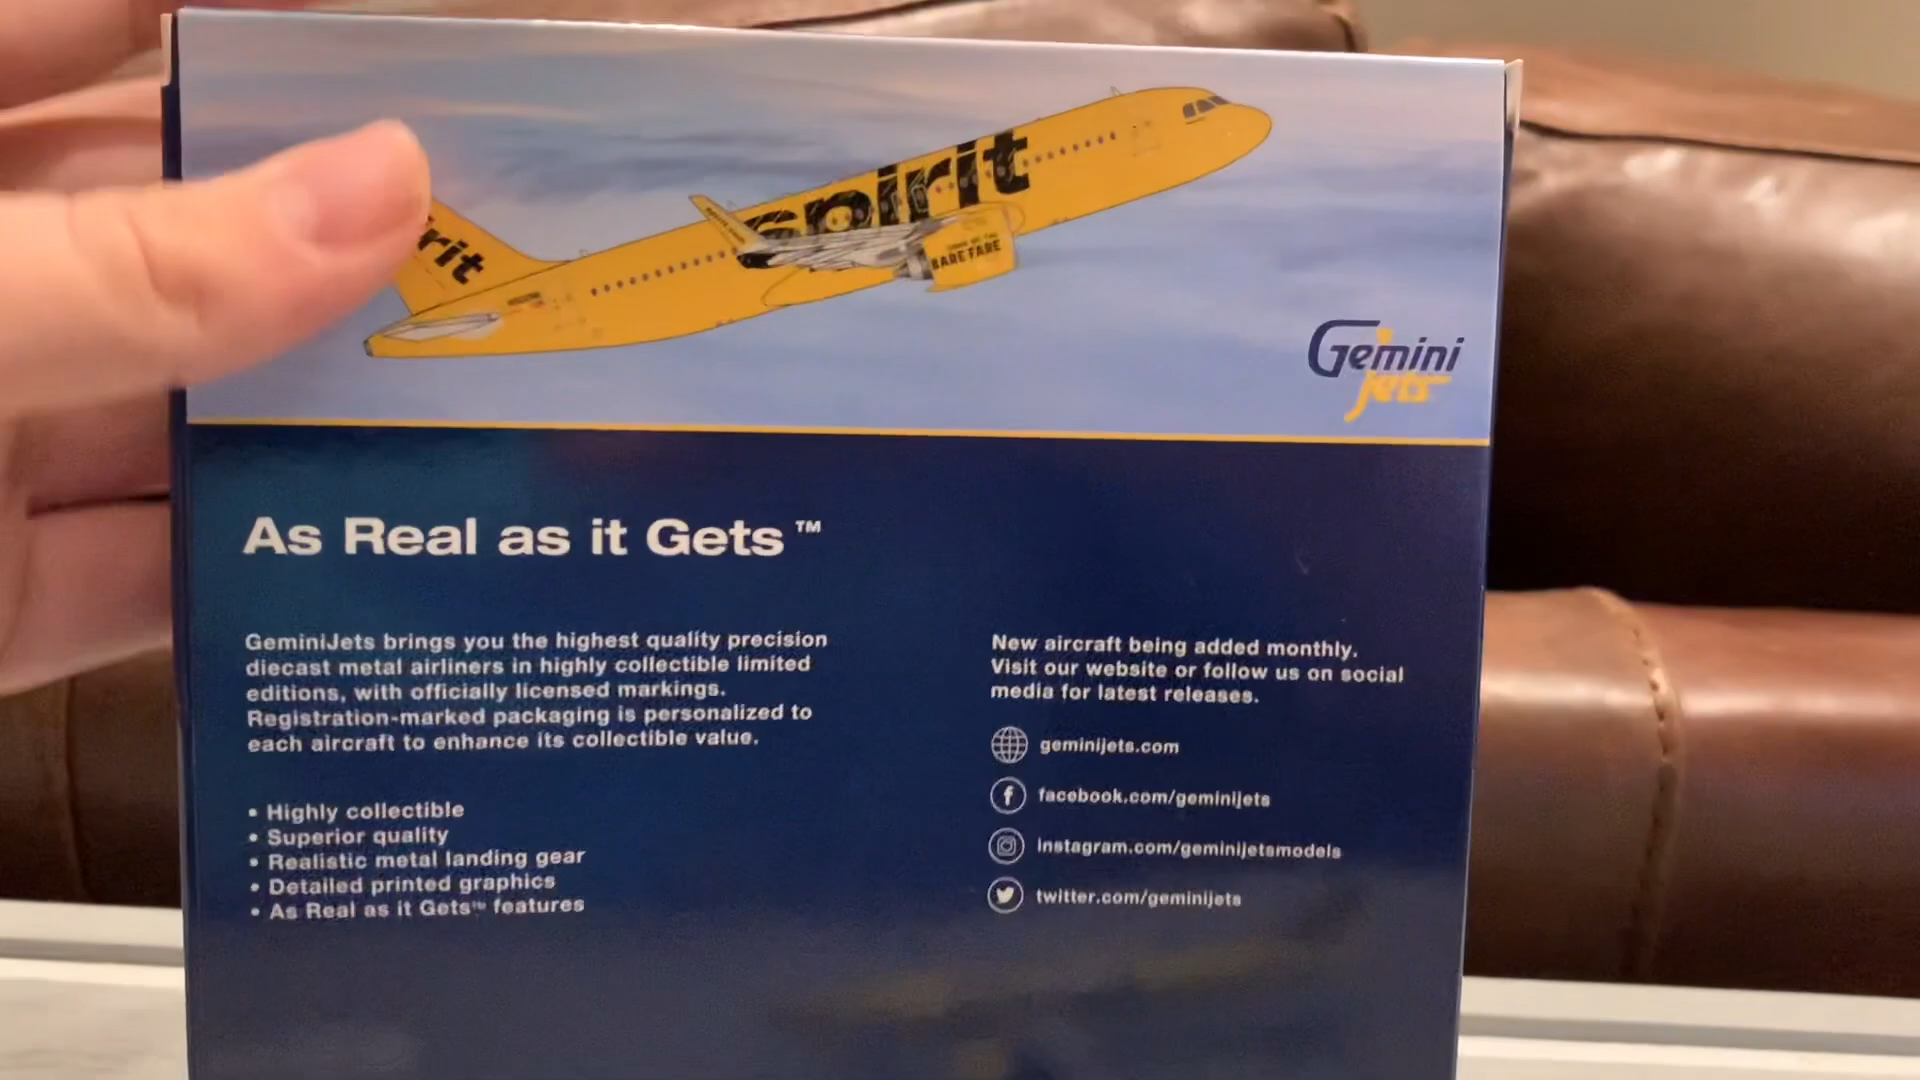 spirit
rit
BARE FARE
Gemini
Jets
As Real as it Gets™
GeminiJets brings you the highest quality precision
diecast metal airliners in highly collectible limited
editions, with officially licensed markings.
Registration-marked packaging is personalized to
each aircraft to enhance its collectible value.
• Highly collectible
• Superior quality
• Realistic metal landing gear
• Detailed printed graphics
• As Real as it Gets™ features
New aircraft being added monthly.
Visit our website or follow us on social
media for latest releases.
geminijets.com
facebook.com/geminijets
instagram.com/geminijetsmodels
twitter.com/geminijets